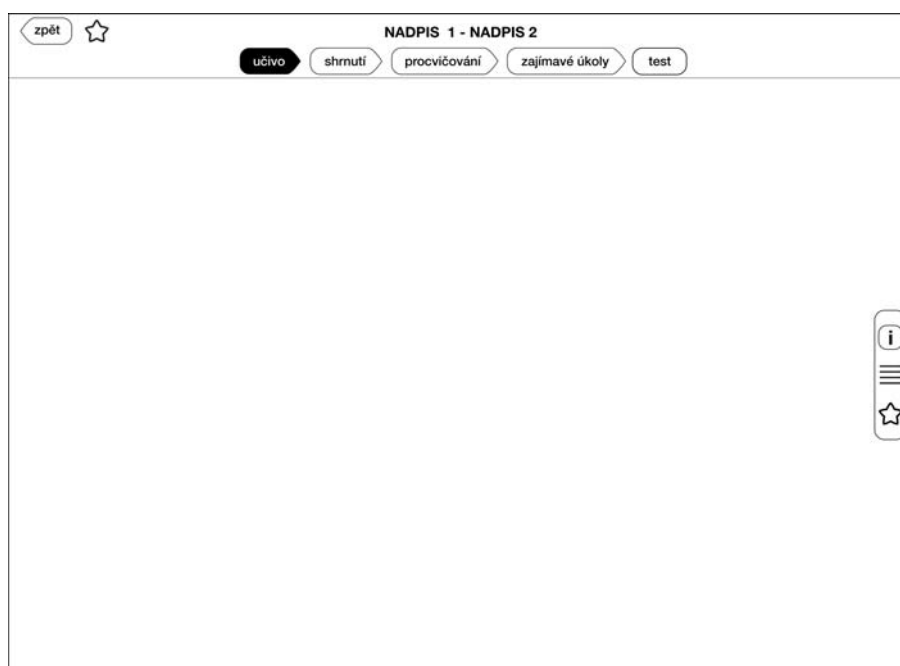 zpět
NADPIS 1 - NADPIS 2
učivo shrnutí procvičování zajímavé úkoly test
i